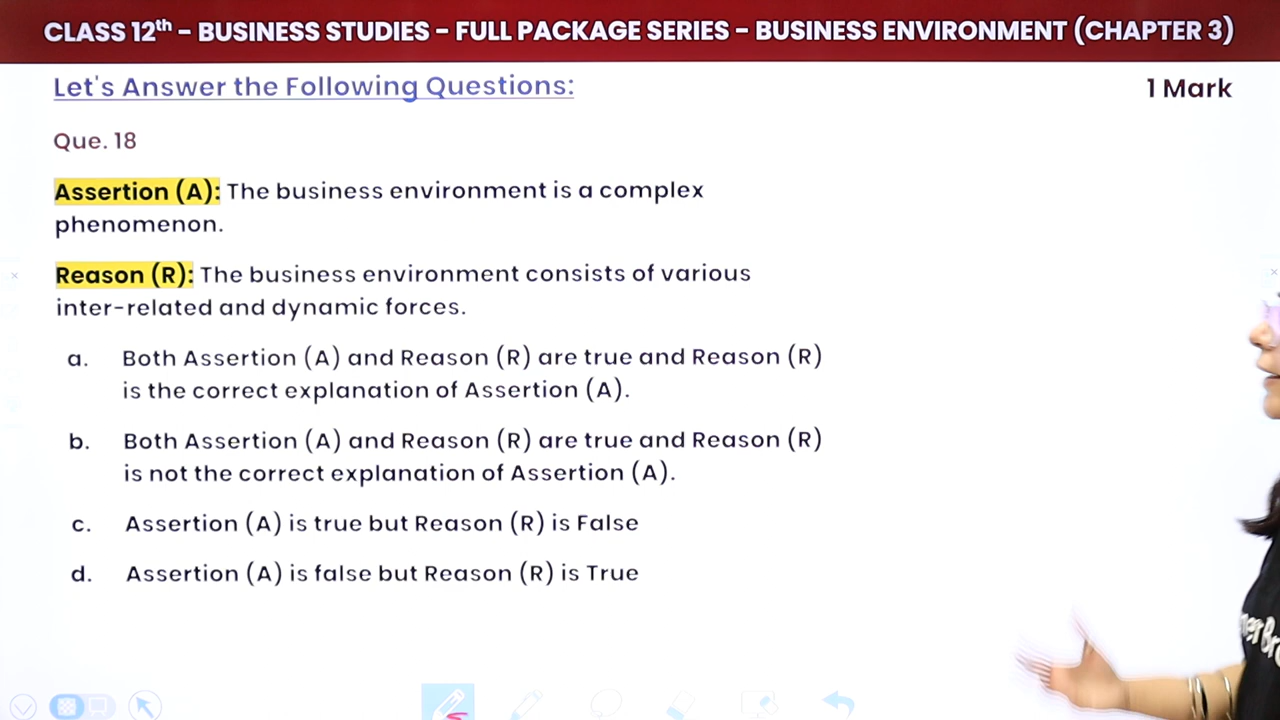 CLASS 12th – BUSINESS STUDIES – FULL PACKAGE SERIES – BUSINESS ENVIRONMENT (CHAPTER 3)
Let's Answer the Following Questions:
1 Mark
Que. 18
Assertion (A): The business environment is a complex
phenomenon.
Reason (R): The business environment consists of various
inter-related and dynamic forces.
a. Both Assertion (A) and Reason (R) are true and Reason (R)
is the correct explanation of Assertion (A).
b. Both Assertion (A) and Reason (R) are true and Reason (R)
is not the correct explanation of Assertion (A).
c. Assertion (A) is true but Reason (R) is False
d. Assertion (A) is false but Reason (R) is True